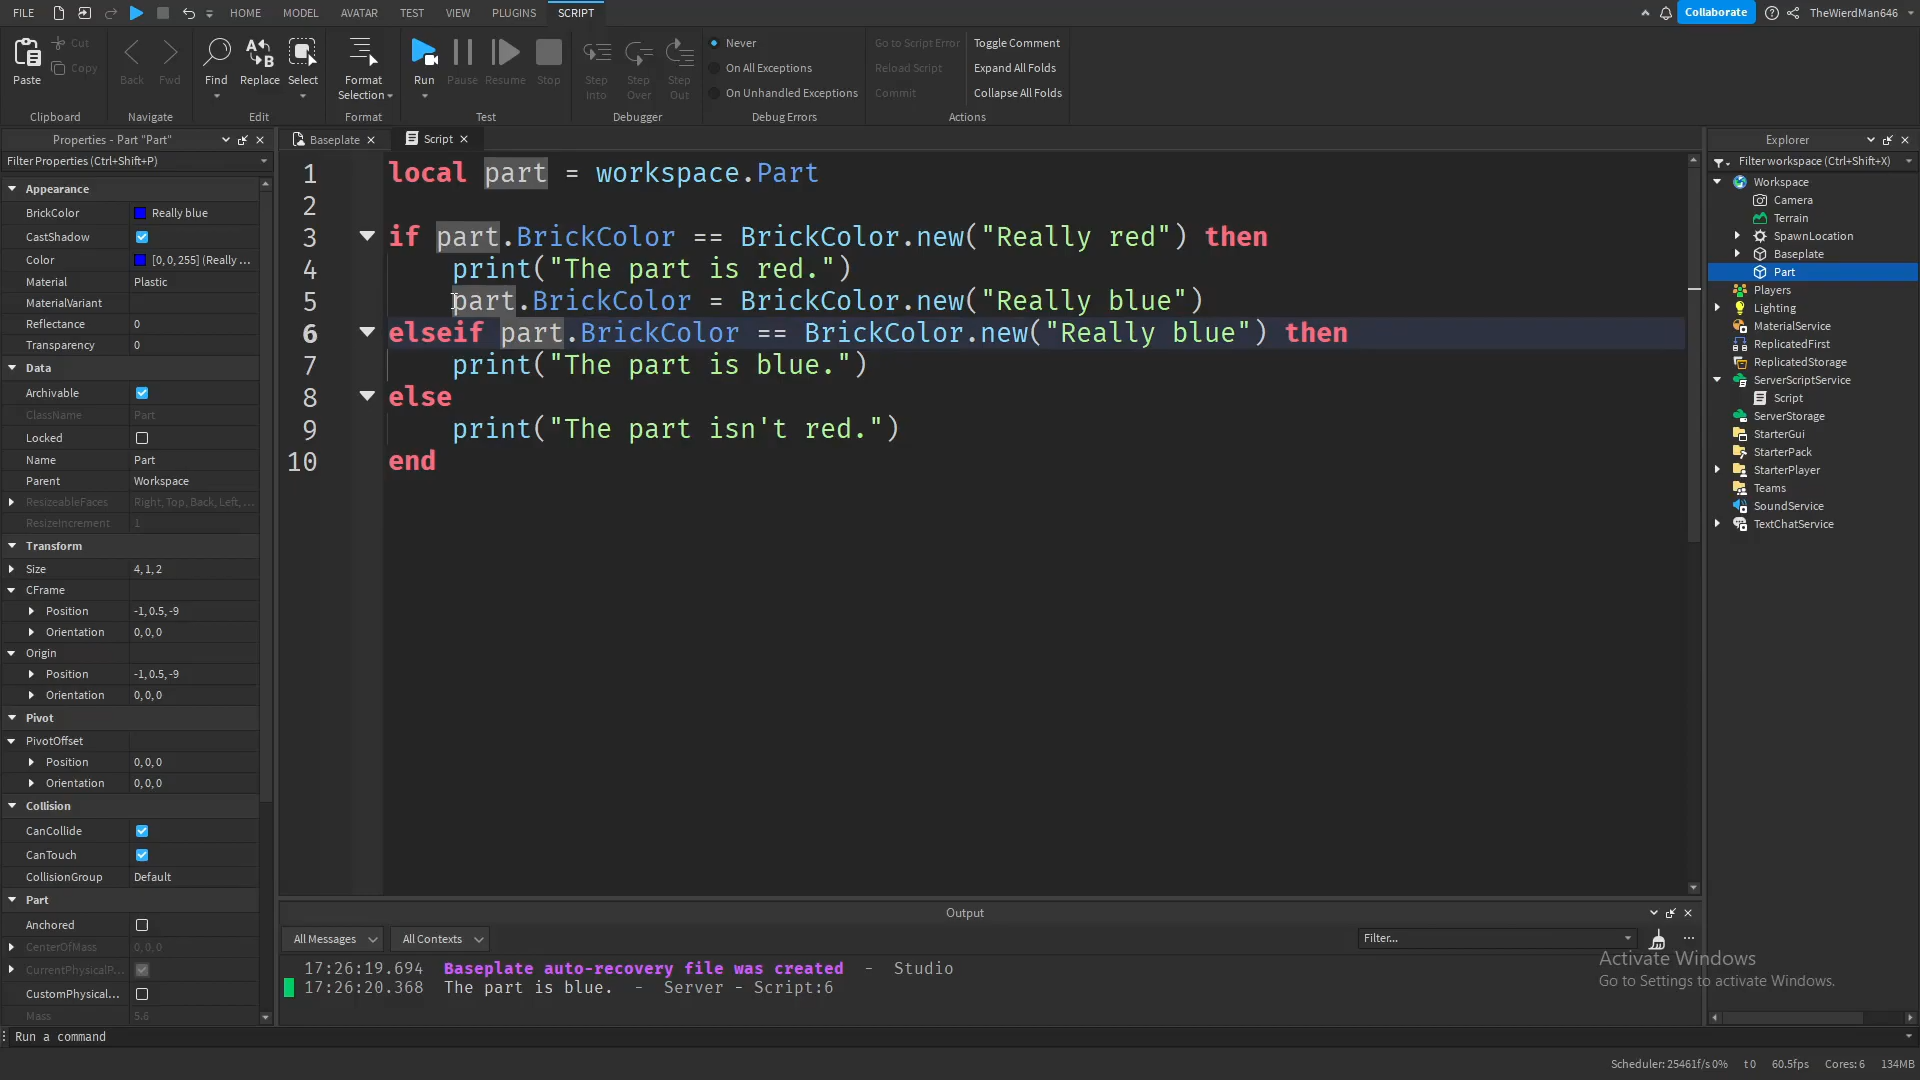 FILE HOME MODEL AVATAR TEST VIEW PLUGINS SCRIPT Collaborate TheWierdMan646
Paste Cut Copy Back Fwd Find Replace Select Format Selection Run Pause Resume Stop Step Into Step Over Step Out
Never Go to Script Error Toggle Comment
On All Exceptions Reload Script Expand All Folds
On Unhandled Exceptions Commit Collapse All Folds
Clipboard Navigate Edit Format Test Debugger Debug Errors Actions
Properties - Part "Part"
Filter Properties (Ctrl+Shift+P)
Appearance
BrickColor Really blue
CastShadow
Color [0, 0, 255] (Really ...
Material Plastic
MaterialVariant
Reflectance 0
Transparency 0
Data
Archivable
ClassName Part
Locked
Name Part
Parent Workspace
ResizeableFaces Right, Top, Back, Left, ...
ResizeIncrement 1
Transform
Size 4, 1, 2
CFrame
Position -1, 0.5, -9
Orientation 0, 0, 0
Origin
Position -1, 0.5, -9
Orientation 0, 0, 0
Pivot
PivotOffset
Position 0, 0, 0
Orientation 0, 0, 0
Collision
CanCollide
CanTouch
CollisionGroup Default
Part
Anchored
CenterOfMass 0, 0, 0
CurrentPhysicalP...
CustomPhysical...
Mass 5.6
Baseplate Script
1 local part = workspace.Part
2
3 if part.BrickColor == BrickColor.new("Really red") then
4 print("The part is red.")
5 part.BrickColor = BrickColor.new("Really blue")
6 elseif part.BrickColor == BrickColor.new("Really blue") then
7 print("The part is blue.")
8 else
9 print("The part isn't red.")
10 end
Output
All Messages All Contexts Filter...
17:26:19.694 Baseplate auto-recovery file was created - Studio
17:26:20.368 The part is blue. - Server - Script:6
Explorer
Filter workspace (Ctrl+Shift+X)
Workspace
Camera
Terrain
SpawnLocation
Baseplate
Part
Players
Lighting
MaterialService
ReplicatedFirst
ReplicatedStorage
ServerScriptService
Script
ServerStorage
StarterGui
StarterPack
StarterPlayer
Teams
SoundService
TextChatService
Activate Windows
Go to Settings to activate Windows.
Run a command
Scheduler: 25461f/s 0% t 0 60.5fps Cores: 6 134MB